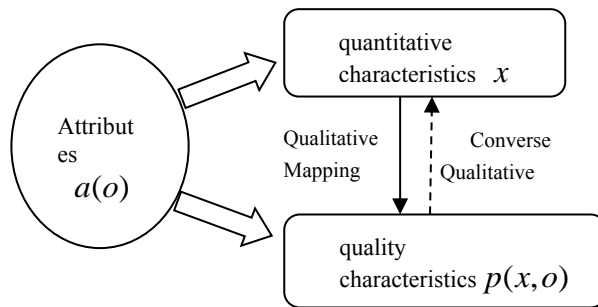 quantitative
characteristics x
Attribut
es
a(o)
Qualitative
Mapping
Converse
Qualitative
quality
characteristics p(x,o)